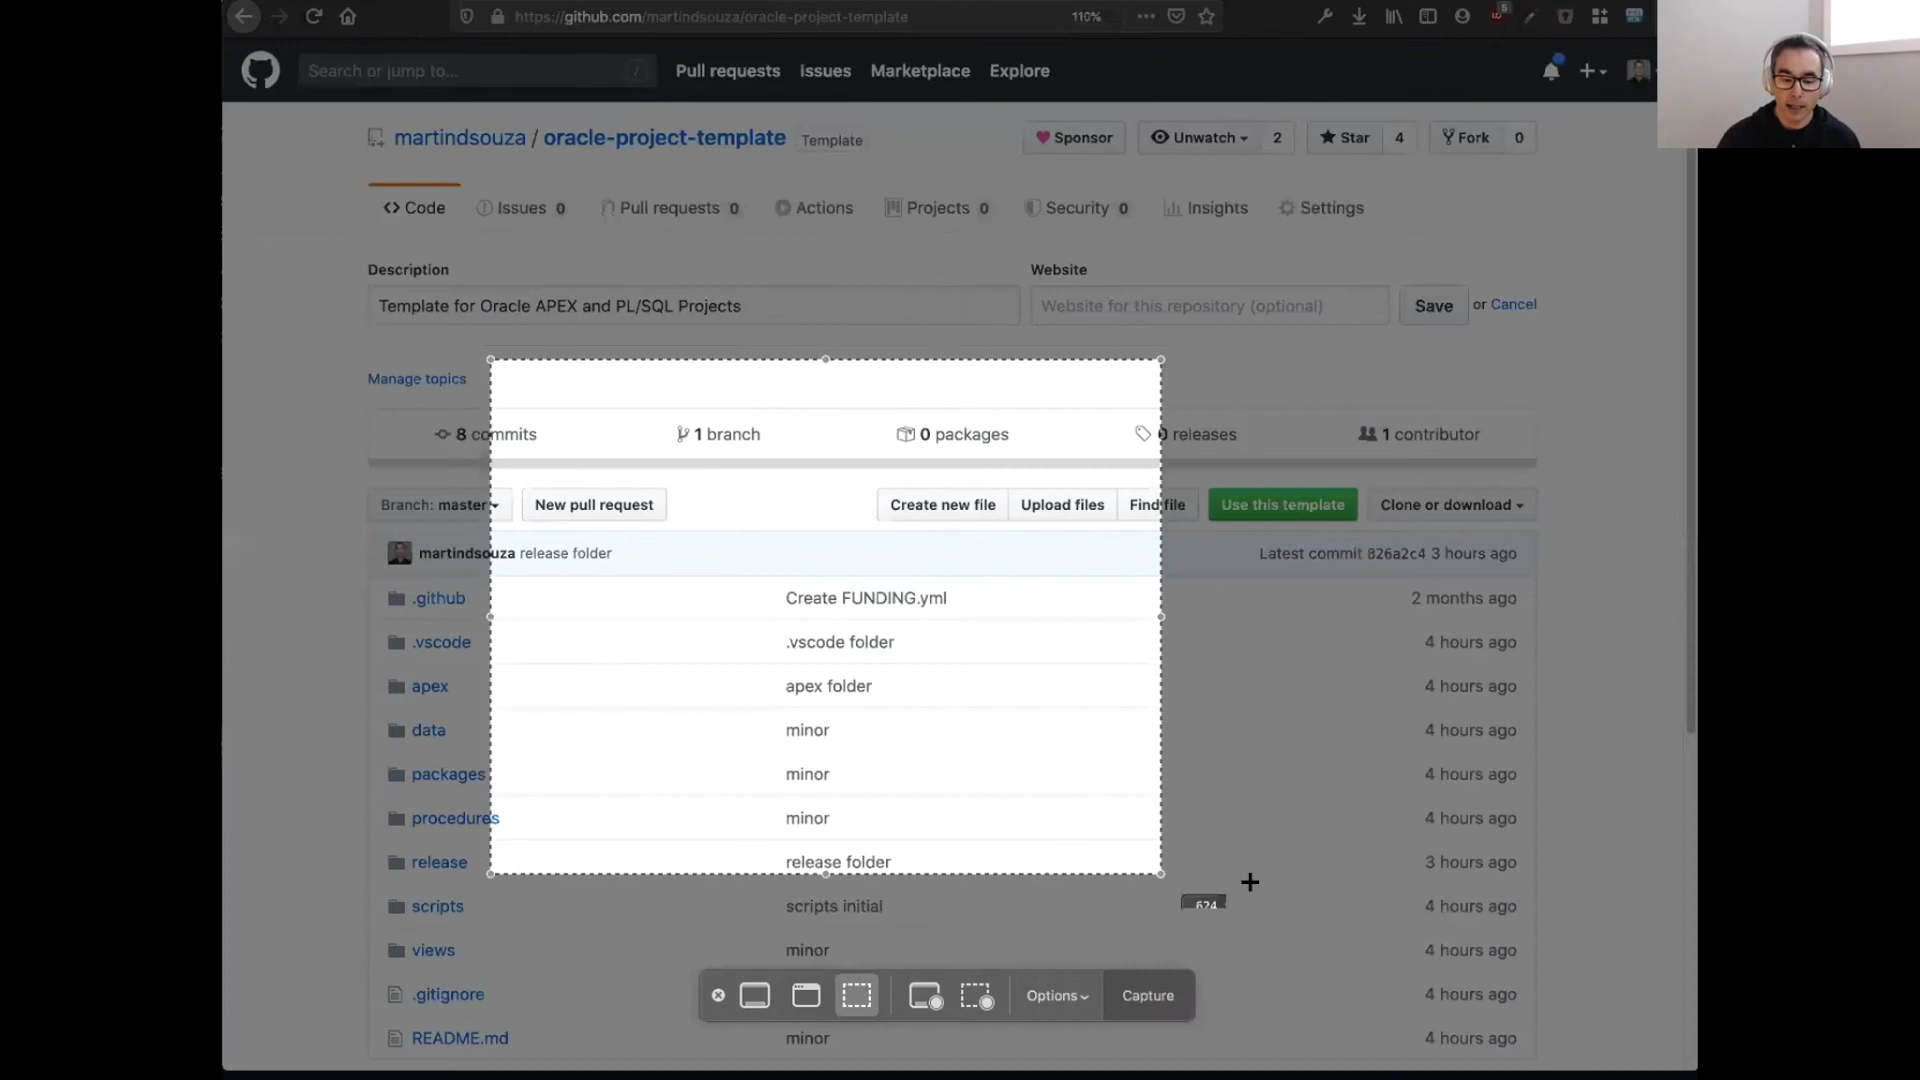 https://github.com/martindsouza/oracle-project-template
110%
5
Search or jump to...
/
Pull requests
Issues
Marketplace
Explore
martindsouza / oracle-project-template
Template
Sponsor
Unwatch 2
Star 4
Fork 0
Code
Issues 0
Pull requests 0
Actions
Projects 0
Security 0
Insights
Settings
Description
Website
Template for Oracle APEX and PL/SQL Projects
Website for this repository (optional)
Save
or Cancel
Manage topics
8 commits
1 branch
0 packages
0 releases
1 contributor
Branch: master
New pull request
Create new file
Upload files
Find file
Use this template
Clone or download
martindsouza release folder
Latest commit 826a2c4 3 hours ago
.github Create FUNDING.yml 2 months ago
.vscode .vscode folder 4 hours ago
apex apex folder 4 hours ago
data minor 4 hours ago
packages minor 4 hours ago
procedures minor 4 hours ago
release release folder 3 hours ago
624
scripts scripts initial 4 hours ago
views minor 4 hours ago
.gitignore 4 hours ago
README.md minor 4 hours ago
Options
Capture